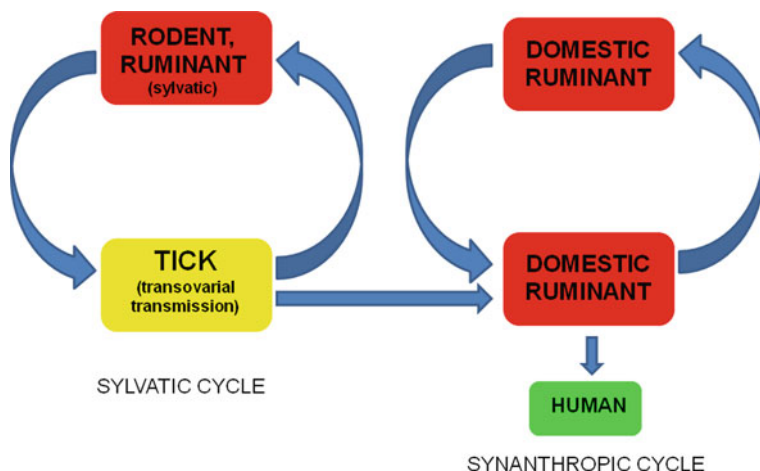 RODENT,
RUMINANT
(sylvatic)
DOMESTIC
RUMINANT
TICK
(transovarial
transmission)
DOMESTIC
RUMINANT
SYLVATIC CYCLE
HUMAN
SYNANTHROPIC CYCLE